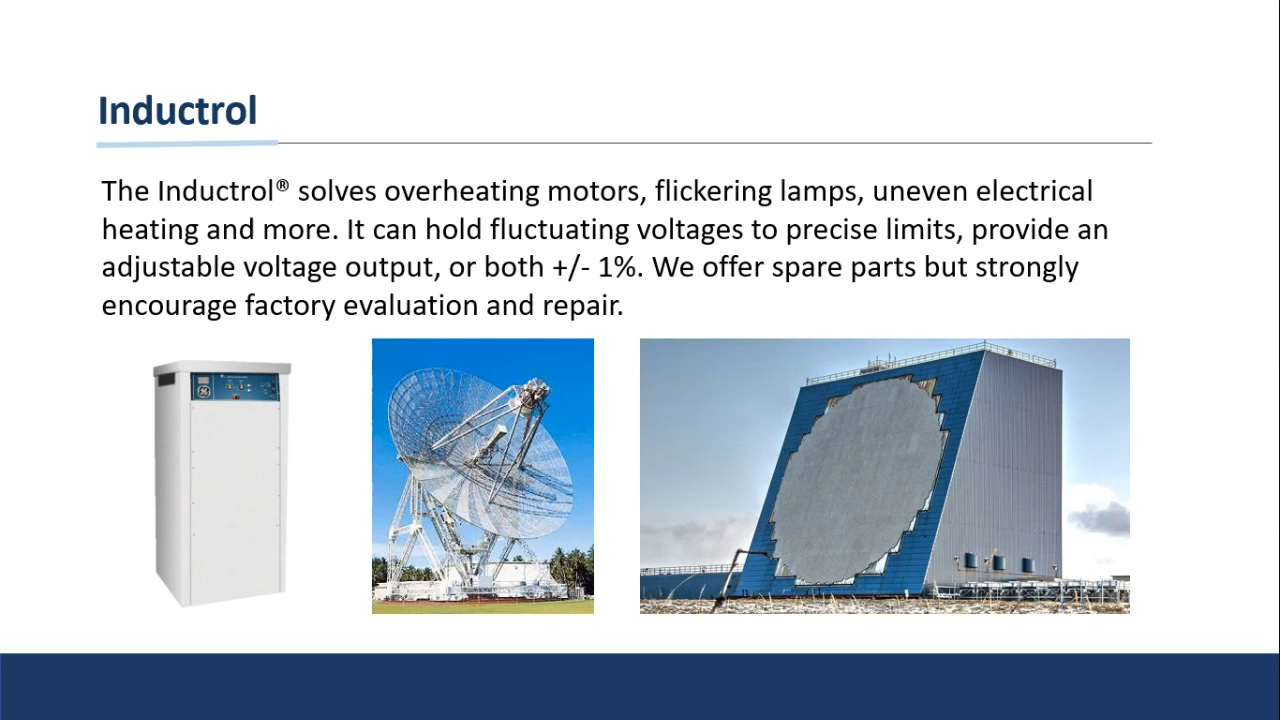 Inductrol
The Inductrol® solves overheating motors, flickering lamps, uneven electrical
heating and more. It can hold fluctuating voltages to precise limits, provide an
adjustable voltage output, or both +/- 1%. We offer spare parts but strongly
encourage factory evaluation and repair.